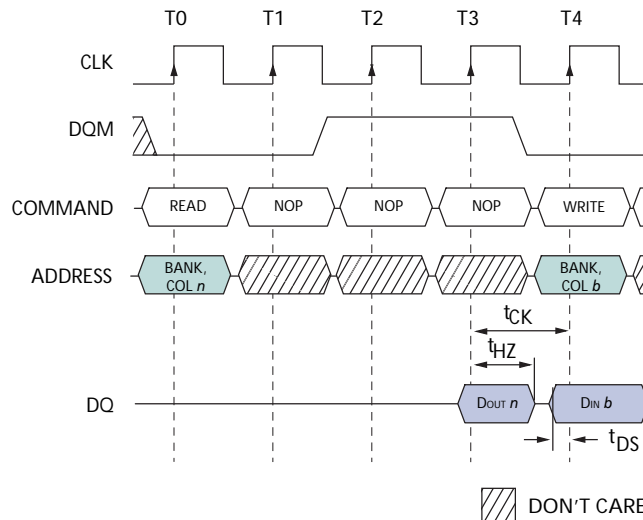 T0 T1 T2 T3 T4
CLK
DQM
COMMAND READ NOP NOP NOP WRITE
ADDRESS BANK, COL n BANK, COL b
tCK
tHZ
DQ DOUT n DIN b
tDS
DON'T CARE